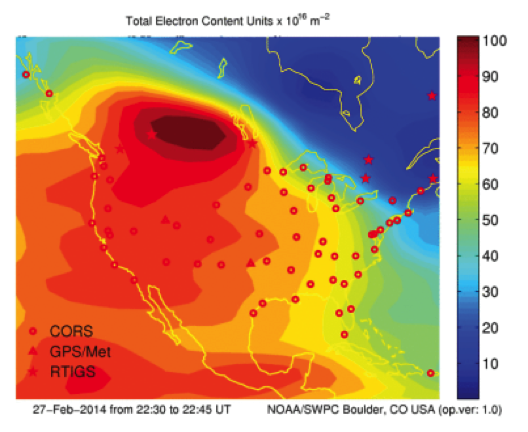 Total Electron Content Units x 10^16 m^-2
100
90
80
70
60
50
40
30
20
10
CORS
GPS/Met
RTIGS
27-Feb-2014 from 22:30 to 22:45 UT
NOAA/SWPC Boulder, CO USA (op.ver: 1.0)